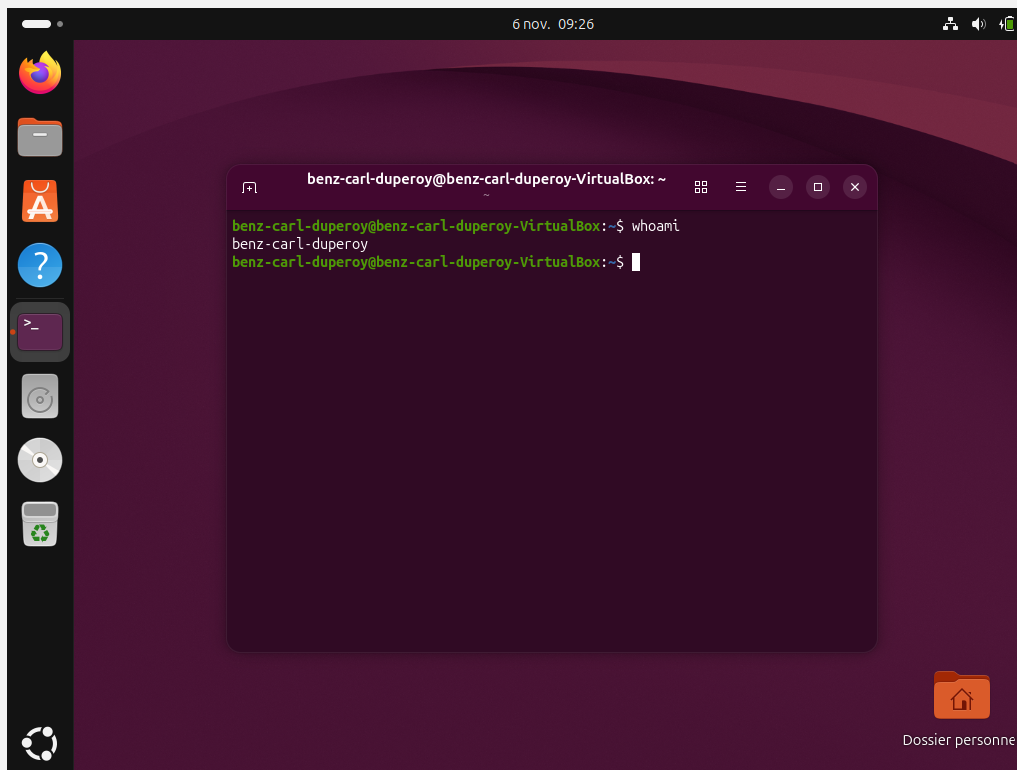 6 nov. 09:26
benz-carl-duperoy@benz-carl-duperoy-VirtualBox: ~
~
benz-carl-duperoy@benz-carl-duperoy-VirtualBox:~$ whoami
benz-carl-duperoy
benz-carl-duperoy@benz-carl-duperoy-VirtualBox:~$
>_
Dossier personne